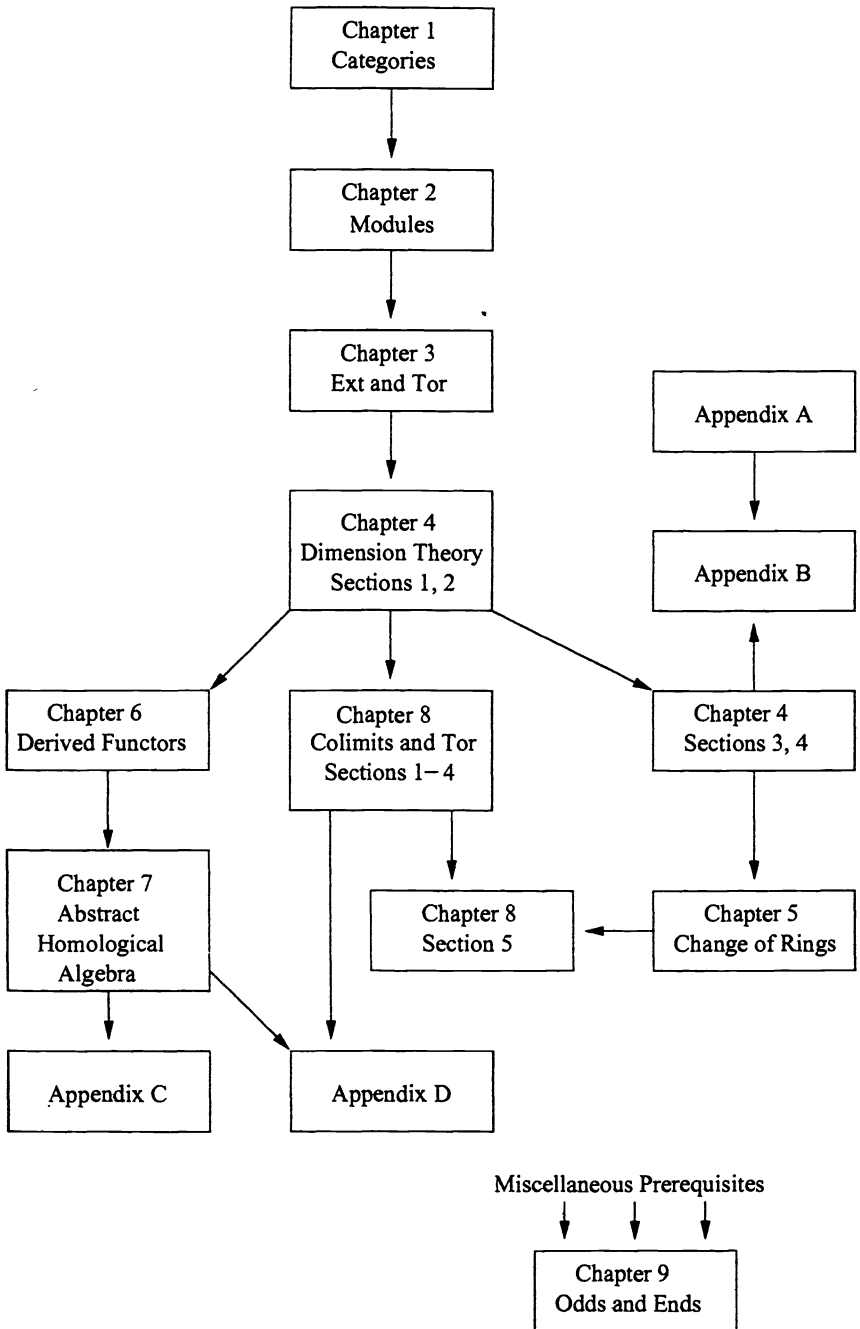 Chapter 1
Categories
Chapter 2
Modules
Chapter 3
Ext and Tor
Appendix A
Chapter 4
Dimension Theory
Sections 1, 2
Appendix B
Chapter 6
Derived Functors
Chapter 8
Colimits and Tor
Sections 1–4
Chapter 4
Sections 3, 4
Chapter 7
Abstract
Homological
Algebra
Chapter 8
Section 5
Chapter 5
Change of Rings
Appendix C
Appendix D
Miscellaneous Prerequisites
Chapter 9
Odds and Ends